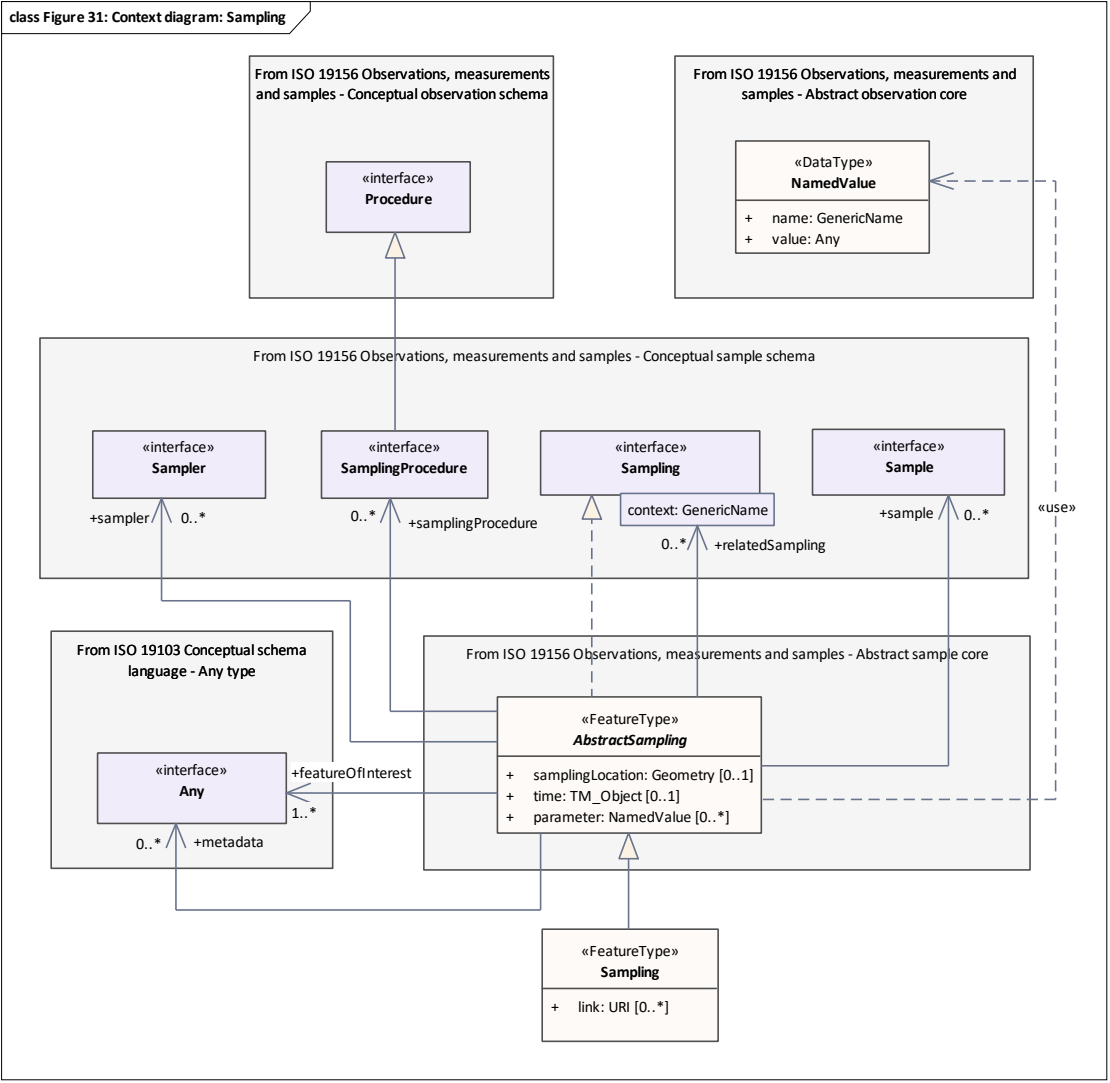 class Figure 31: Context diagram: Sampling
From ISO 19156 Observations, measurements
and samples - Conceptual observation schema
«interface»
Procedure
From ISO 19156 Observations, measurements and
samples - Abstract observation core
«DataType»
NamedValue
+ name: GenericName
+ value: Any
From ISO 19156 Observations, measurements and samples - Conceptual sample schema
«interface»
Sampler
«interface»
SamplingProcedure
«interface»
Sampling
«interface»
Sample
context: GenericName
+sampler 0..*
0..* +samplingProcedure
0..* +relatedSampling
+sample 0..*
«use»
From ISO 19103 Conceptual schema
language - Any type
«interface»
Any
+featureOfInterest
1..*
0..* +metadata
From ISO 19156 Observations, measurements and samples - Abstract sample core
«FeatureType»
AbstractSampling
+ samplingLocation: Geometry [0..1]
+ time: TM_Object [0..1]
+ parameter: NamedValue [0..*]
«FeatureType»
Sampling
+ link: URI [0..*]